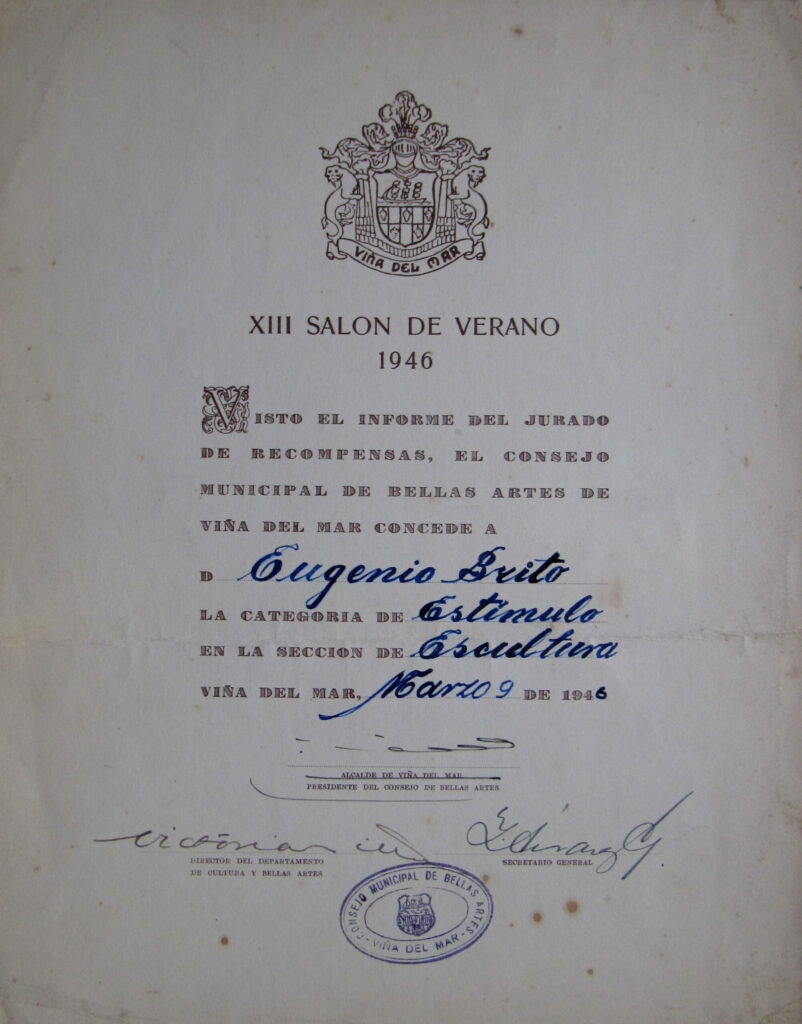 VIÑA DEL MAR
XIII SALON DE VERANO
1946
VISTO EL INFORME DEL JURADO
DE RECOMPENSAS, EL CONSEJO
MUNICIPAL DE BELLAS ARTES DE
VIÑA DEL MAR CONCEDE A
D Eugenio Brito
LA CATEGORIA DE Estímulo
EN LA SECCION DE Escultura
VIÑA DEL MAR, Marzo 9 DE 1946
ALCALDE DE VIÑA DEL MAR
PRESIDENTE DEL CONSEJO DE BELLAS ARTES
DIRECTOR DEL DEPARTAMENTO
DE CULTURA Y BELLAS ARTES
SECRETARIO GENERAL
CONSEJO MUNICIPAL DE BELLAS ARTES
- VIÑA DEL MAR -